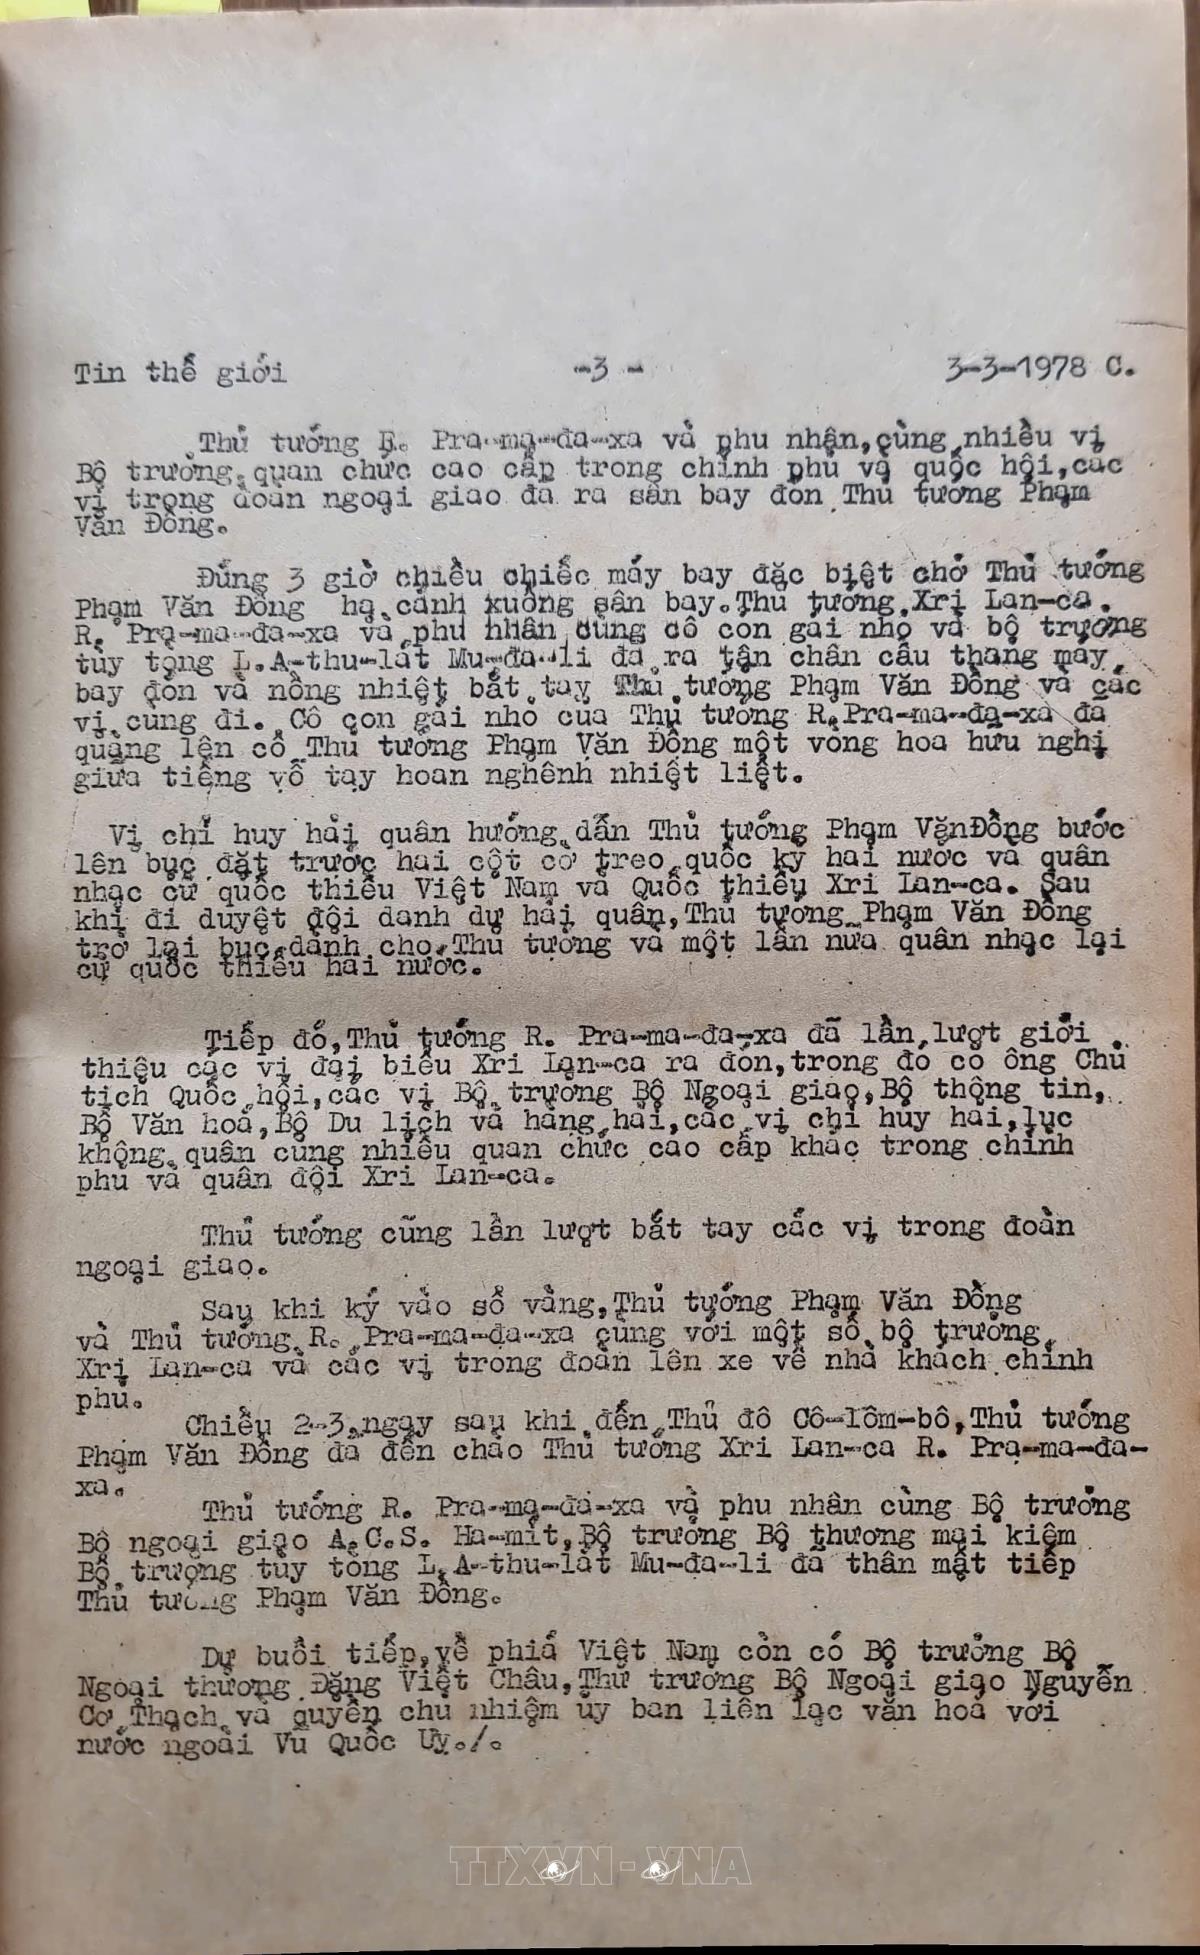 Tin thế giới -3 - 3-3-1978 C.
Thủ tướng R. Pra-ma-đa-xa và phu nhân,cùng nhiều vị
Bộ trưởng,quan chức cao cấp trong chính phủ và quốc hội,các
vị trong đoàn ngoại giao đã ra sân bay đón Thủ tướng Phạm
Văn Đồng.
Đúng 3 giờ chiều chiếc máy bay đặc biệt chở Thủ tướng
Phạm Văn Đồng hạ cánh xuống sân bay.Thủ tướng Xri Lan-ca
R. Pra-ma-đa-xa và phu nhân cùng cô con gái nhỏ và bộ trưởng
tùy tòng L.A-thu-lát Mu-đa-li đã ra tận chân cầu thang máy
bay đón và nồng nhiệt bắt tay Thủ tướng Phạm Văn Đồng và các
vị cùng đi. Cô con gái nhỏ của Thủ tướng R.Pra-ma-đa-xa đã
quàng lên cổ Thủ tướng Phạm Văn Đồng một vòng hoa hữu nghị
giữa tiếng vỗ tay hoan nghênh nhiệt liệt.
Vị chỉ huy hải quân hướng dẫn Thủ tướng Phạm VănĐồng bước
lên bục đặt trước hai cột cờ treo quốc kỳ hai nước và quân
nhạc cử quốc thiều Việt Nam và Quốc thiều Xri Lan-ca. Sau
khi đi duyệt đội danh dự hải quân,Thủ tướng Phạm Văn Đồng
trở lại bục dành cho Thủ tướng và một lần nữa quân nhạc lại
cử quốc thiều hai nước.
Tiếp đó,Thủ tướng R. Pra-ma-đa-xa đã lần lượt giới
thiệu các vị đại biểu Xri Lan-ca ra đón,trong đó có ông Chủ
tịch Quốc hội,các vị Bộ trưởng Bộ Ngoại giao,Bộ thông tin,
Bộ Văn hoá,Bộ Du lịch và hàng hải,các vị chỉ huy hải,lục
không quân cùng nhiều quan chức cao cấp khác trong chính
phủ và quân đội Xri Lan-ca.
Thủ tướng cũng lần lượt bắt tay các vị trong đoàn
ngoại giao.
Sau khi ký vào sổ vàng,Thủ tướng Phạm Văn Đồng
và Thủ tướng R. Pra-ma-đa-xa cùng với một số bộ trưởng
Xri Lan-ca và các vị trong đoàn lên xe về nhà khách chính
phủ.
Chiều 2-3,ngay sau khi đến Thủ đô Cô-lôm-bô,Thủ tướng
Phạm Văn Đồng đã đến chào Thủ tướng Xri Lan-ca R. Pra-ma-đa-
xa.
Thủ tướng R. Pra-ma-đa-xa và phu nhân cùng Bộ trưởng
Bộ ngoại giao A.C.S. Ha-mít,Bộ trưởng Bộ thương mại kiêm
Bộ trưởng tùy tòng L.A-thu-lát Mu-đa-li đã thân mật tiếp
Thủ tướng Phạm Văn Đồng.
Dự buổi tiếp,về phiá Việt Nam còn có Bộ trưởng Bộ
Ngoại thương Đặng Việt Châu,Thứ trưởng Bộ Ngoại giao Nguyễn
Cơ Thạch và quyền chủ nhiệm ủy ban liên lạc văn hoá với
nước ngoài Vũ Quốc Uy./.
TTXVN-VNA